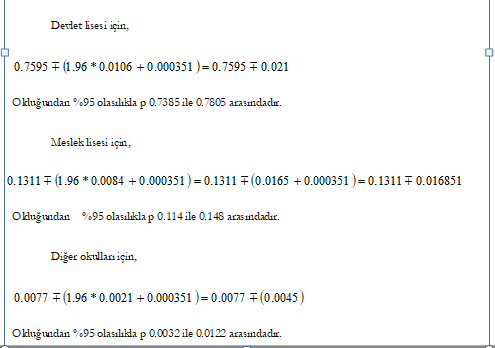 Devlet lisesi için,
0.7595 ∓ (1.96 * 0.0106 + 0.000351 ) = 0.7595 ∓ 0.021
Olduğundan %95 olasılıkla p 0.7385 ile 0.7805 arasındadır.
Meslek lisesi için,
0.1311 ∓ (1.96 * 0.0084 + 0.000351 ) = 0.1311 ∓ (0.0165 + 0.000351 ) = 0.1311 ∓ 0.016851
Olduğundan %95 olasılıkla p 0.114 ile 0.148 arasındadır.
Diğer okulları için,
0.0077 ∓ (1.96 * 0.0021 + 0.000351 ) = 0.0077 ∓ (0.0045 )
Olduğundan %95 olasılıkla p 0.0032 ile 0.0122 arasındadır.